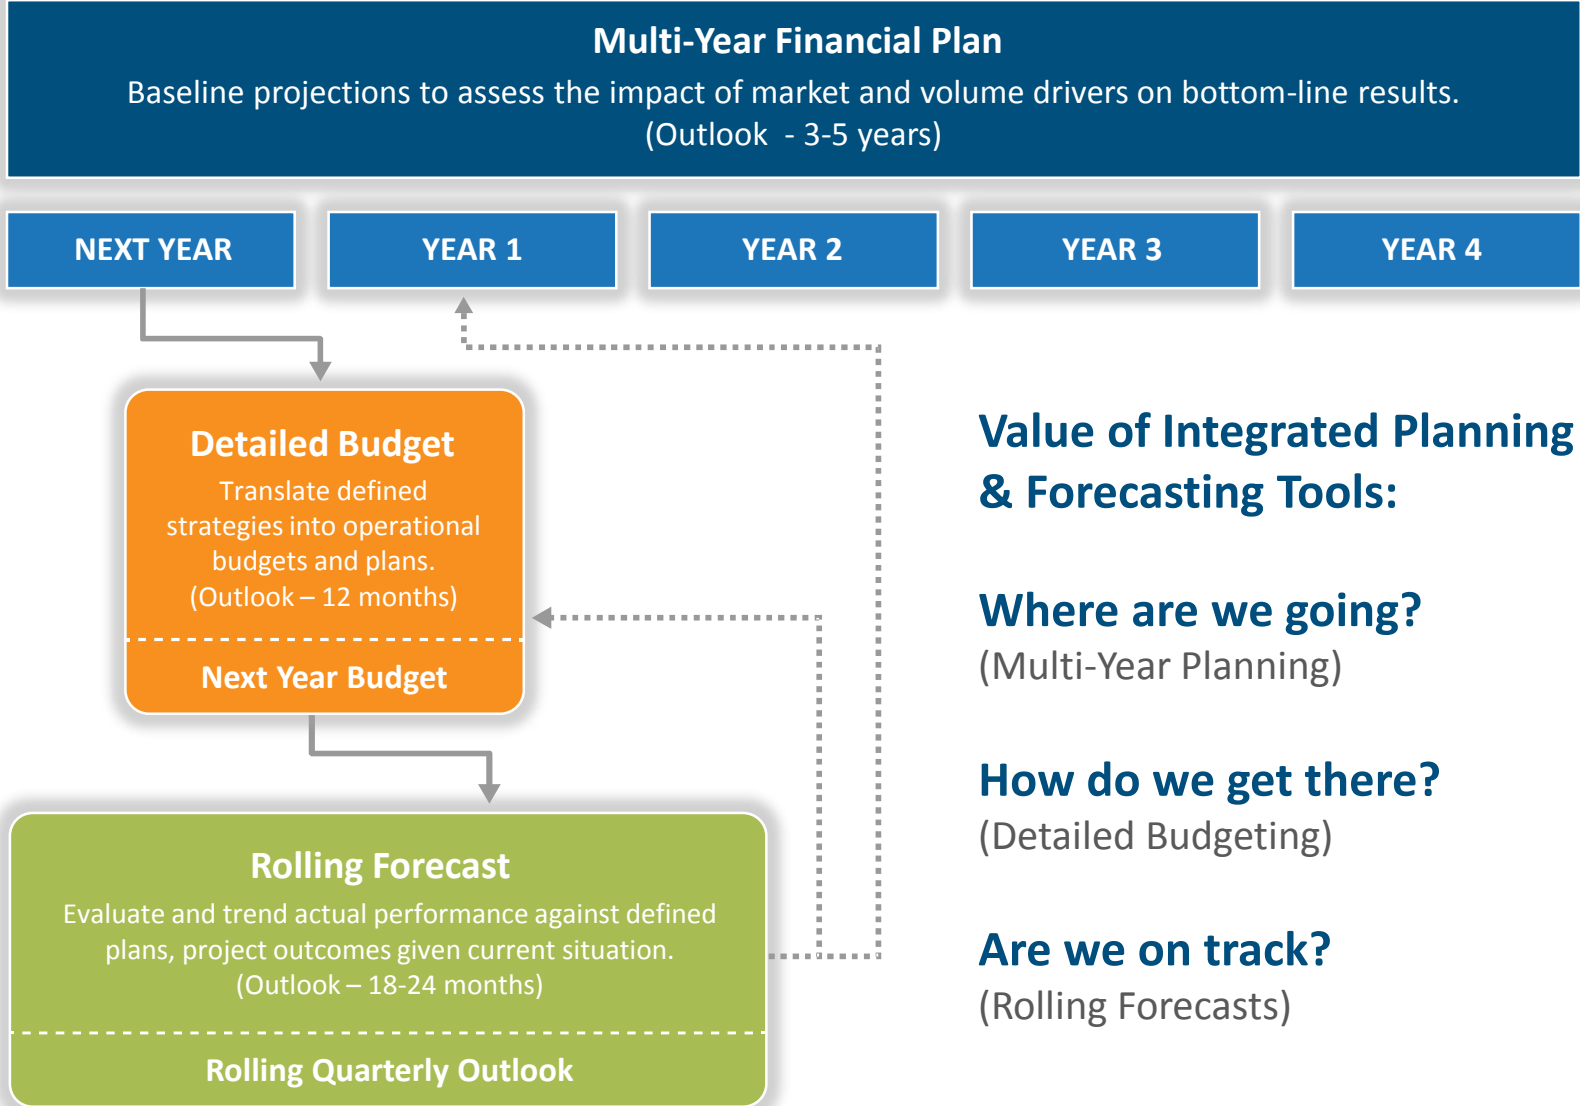 Multi-Year Financial Plan
Baseline projections to assess the impact of market and volume drivers on bottom-line results.
(Outlook - 3-5 years)
NEXT YEAR
YEAR 1
YEAR 2
YEAR 3
YEAR 4
Detailed Budget
Translate defined
strategies into operational
budgets and plans.
(Outlook – 12 months)
Next Year Budget
Rolling Forecast
Evaluate and trend actual performance against defined
plans, project outcomes given current situation.
(Outlook – 18-24 months)
Rolling Quarterly Outlook
Value of Integrated Planning
& Forecasting Tools:
Where are we going?
(Multi-Year Planning)
How do we get there?
(Detailed Budgeting)
Are we on track?
(Rolling Forecasts)